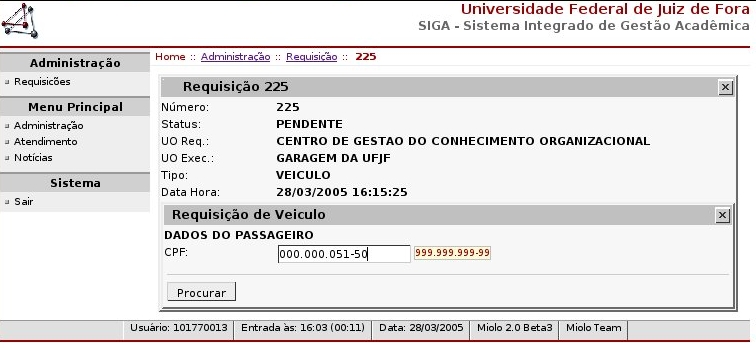 Universidade Federal de Juiz de Fora
SIGA - Sistema Integrado de Gestão Acadêmica
Home :: Administração :: Requisição :: 225
Administração
Requisicões
Menu Principal
Administração
Atendimento
Notícias
Sistema
Sair
Requisição 225
Número: 225
Status: PENDENTE
UO Req.: CENTRO DE GESTAO DO CONHECIMENTO ORGANIZACIONAL
UO Exec.: GARAGEM DA UFJF
Tipo: VEICULO
Data Hora: 28/03/2005 16:15:25
Requisição de Veiculo
DADOS DO PASSAGEIRO
CPF: 000.000.051-50 999.999.999-99
Procurar
Usuário: 101770013 Entrada às: 16:03 (00:11) Data: 28/03/2005 Miolo 2.0 Beta3 Miolo Team